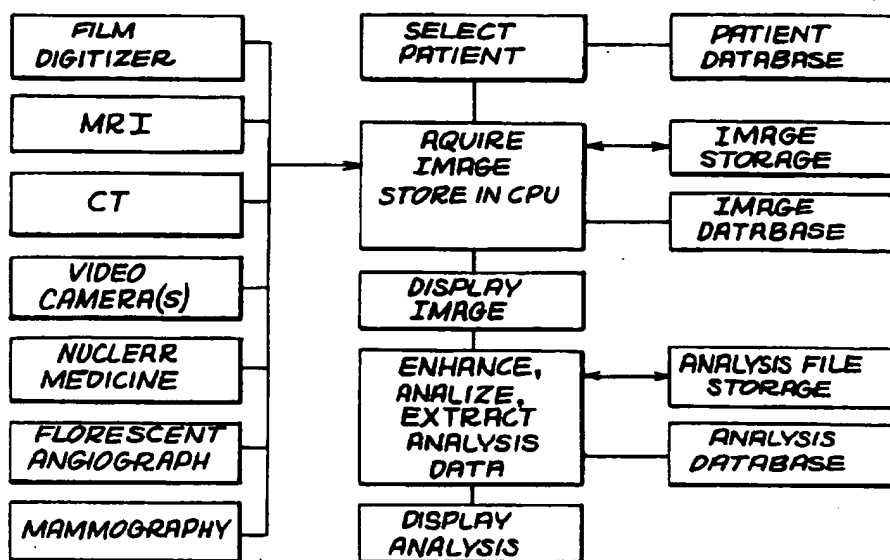 FILM
DIGITIZER
MRI
CT
VIDEO
CAMERA(S)
NUCLEAR
MEDICINE
FLORESCENT
ANGIOGRAPH
MAMMOGRAPHY
SELECT
PATIENT
AQUIRE
IMAGE
STORE IN CPU
DISPLAY
IMAGE
ENHANCE,
ANALIZE,
EXTRACT
ANALYSIS
DATA
DISPLAY
ANALYSIS
PATIENT
DATABASE
IMAGE
STORAGE
IMAGE
DATABASE
ANALYSIS FILE
STORAGE
ANALYSIS
DATABASE